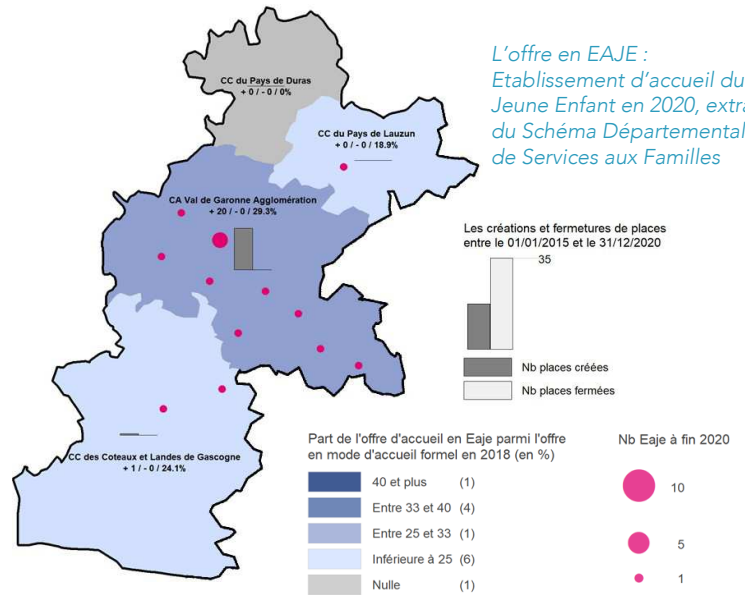 L'offre en EAJE :
Etablissement d'accueil du
Jeune Enfant en 2020, extra
du Schéma Départemental
de Services aux Familles
CC du Pays de Duras
+ 0 / - 0 / 0%
CC du Pays de Lauzun
+ 0 / - 0 / 18.9%
CA Val de Garonne Agglomération
+ 20 / - 0 / 29.3%
CC des Coteaux et Landes de Gascogne
+ 1 / - 0 / 24.1%
Les créations et fermetures de places
entre le 01/01/2015 et le 31/12/2020
35
Nb places créées
Nb places fermées
Part de l'offre d'accueil en Eaje parmi l'offre
en mode d'accueil formel en 2018 (en %)
40 et plus (1)
Entre 33 et 40 (4)
Entre 25 et 33 (1)
Inférieure à 25 (6)
Nulle (1)
Nb Eaje à fin 2020
10
5
1